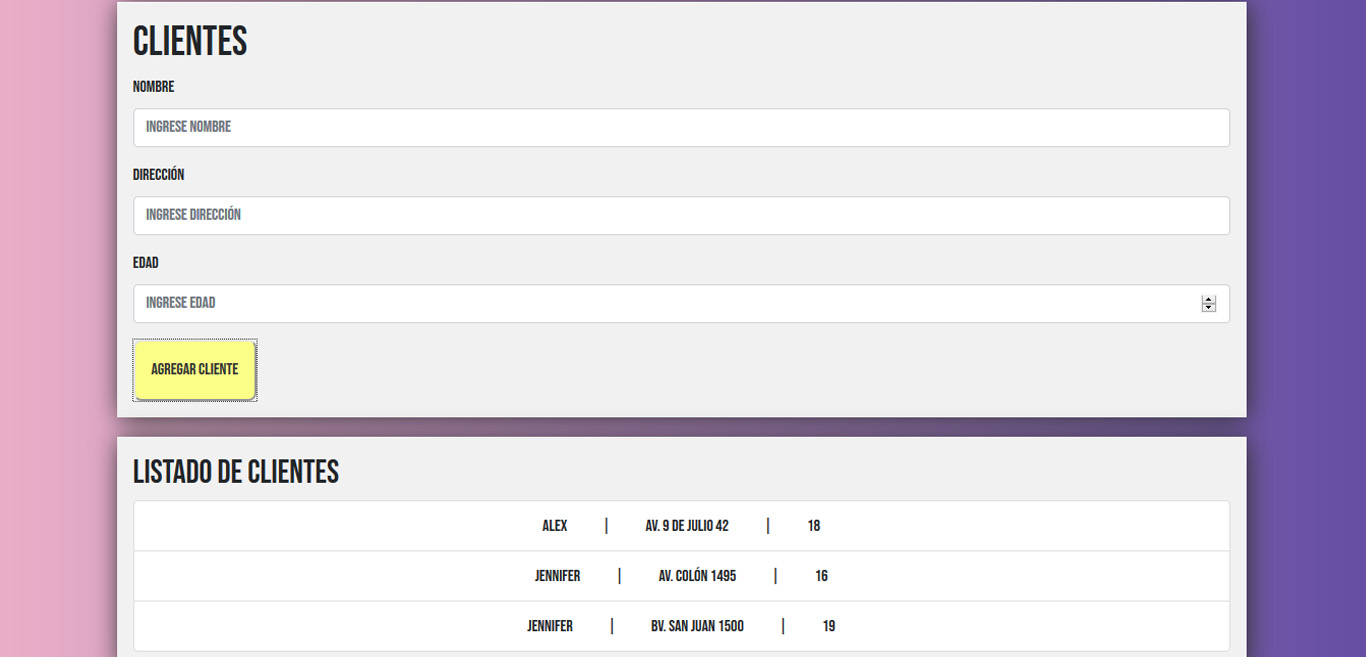 CLIENTES
NOMBRE
INGRESE NOMBRE
DIRECCIÓN
INGRESE DIRECCIÓN
EDAD
INGRESE EDAD
AGREGAR CLIENTE
LISTADO DE CLIENTES
ALEX | AV. 9 DE JULIO 42 | 18
JENNIFER | AV. COLÓN 1495 | 16
JENNIFER | BV. SAN JUAN 1500 | 19